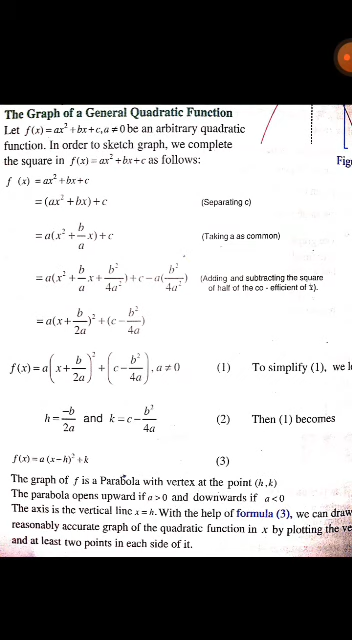 The Graph of a General Quadratic Function
Let f(x) = ax² + bx + c, a ≠ 0 be an arbitrary quadratic
function. In order to sketch graph, we complete
the square in f(x) = ax² + bx + c as follows:
Figu
f (x) = ax² + bx + c
= (ax² + bx) + c (Separating c)
= a(x² + b/a x) + c (Taking a as common)
= a(x² + b/a x + b²/4a²) + c − a(b²/4a²) (Adding and subtracting the square
of half of the co - efficient of x).
= a(x + b/2a)² + (c − b²/4a)
f(x) = a(x + b/2a)² + (c − b²/4a), a ≠ 0 (1) To simplify (1), we l
h = −b/2a and k = c − b²/4a (2) Then (1) becomes
f(x) = a (x − h)² + k (3)
The graph of f is a Parabola with vertex at the point (h, k)
The parabola opens upward if a > 0 and downwards if a < 0
The axis is the vertical line x = h. With the help of formula (3), we can draw
reasonably accurate graph of the quadratic function in x by plotting the ve
and at least two points in each side of it.